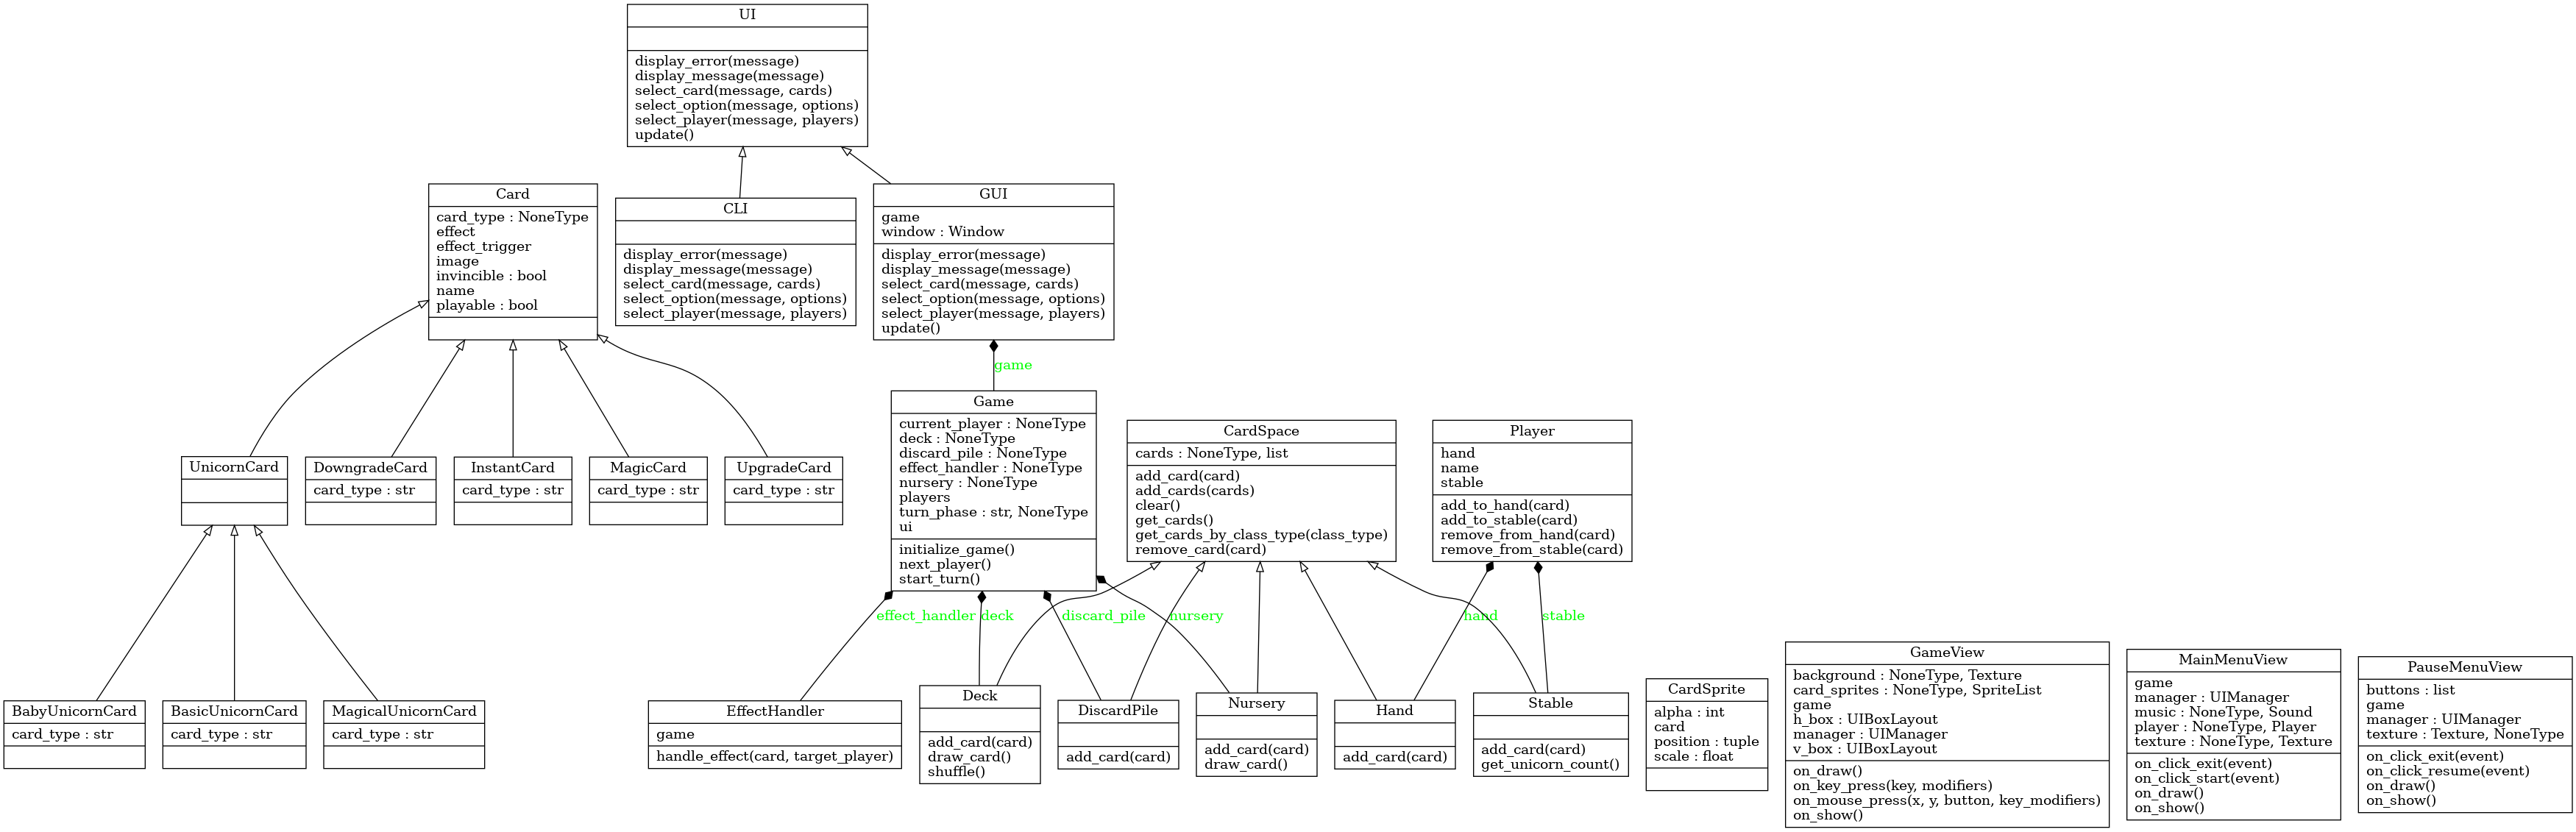 UI
display_error(message)
display_message(message)
select_card(message, cards)
select_option(message, options)
select_player(message, players)
update()
Card
card_type : NoneType
effect
effect_trigger
image
invincible : bool
name
playable : bool
CLI
display_error(message)
display_message(message)
select_card(message, cards)
select_option(message, options)
select_player(message, players)
GUI
game
window : Window
display_error(message)
display_message(message)
select_card(message, cards)
select_option(message, options)
select_player(message, players)
update()
game
Game
current_player : NoneType
deck : NoneType
discard_pile : NoneType
effect_handler : NoneType
nursery : NoneType
players
turn_phase : str, NoneType
ui
initialize_game()
next_player()
start_turn()
CardSpace
cards : NoneType, list
add_card(card)
add_cards(cards)
clear()
get_cards()
get_cards_by_class_type(class_type)
remove_card(card)
Player
hand
name
stable
add_to_hand(card)
add_to_stable(card)
remove_from_hand(card)
remove_from_stable(card)
UnicornCard
DowngradeCard
card_type : str
InstantCard
card_type : str
MagicCard
card_type : str
UpgradeCard
card_type : str
effect_handler
deck
discard_pile
nursery
hand
stable
BabyUnicornCard
card_type : str
BasicUnicornCard
card_type : str
MagicalUnicornCard
card_type : str
EffectHandler
game
handle_effect(card, target_player)
Deck
add_card(card)
draw_card()
shuffle()
DiscardPile
add_card(card)
Nursery
add_card(card)
draw_card()
Hand
add_card(card)
Stable
add_card(card)
get_unicorn_count()
CardSprite
alpha : int
card
position : tuple
scale : float
GameView
background : NoneType, Texture
card_sprites : NoneType, SpriteList
game
h_box : UIBoxLayout
manager : UIManager
v_box : UIBoxLayout
on_draw()
on_key_press(key, modifiers)
on_mouse_press(x, y, button, key_modifiers)
on_show()
MainMenuView
game
manager : UIManager
music : NoneType, Sound
player : NoneType, Player
texture : NoneType, Texture
on_click_exit(event)
on_click_start(event)
on_draw()
on_show()
PauseMenuView
buttons : list
game
manager : UIManager
texture : Texture, NoneType
on_click_exit(event)
on_click_resume(event)
on_draw()
on_show()